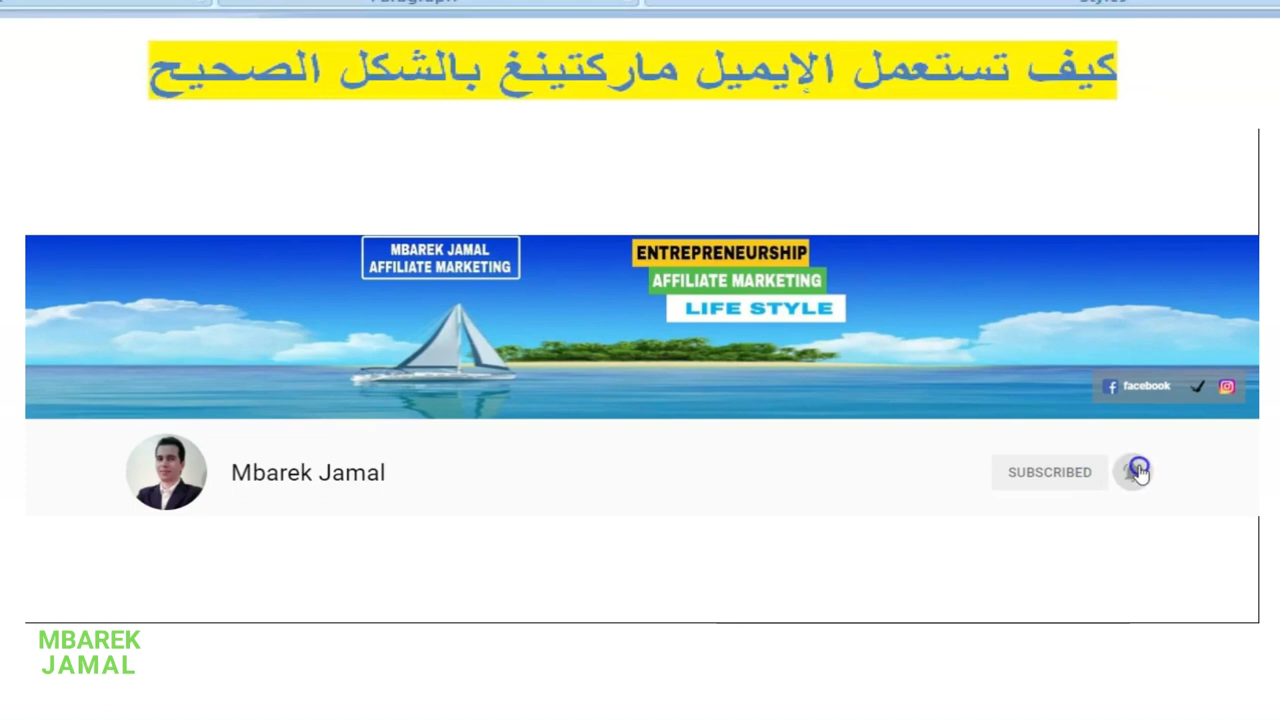 كيف تستعمل الإيميل ماركتينغ بالشكل الصحيح
MBAREK JAMAL
AFFILIATE MARKETING
ENTREPRENEURSHIP
AFFILIATE MARKETING
LIFE STYLE
facebook
Mbarek Jamal
SUBSCRIBED
MBAREK
JAMAL